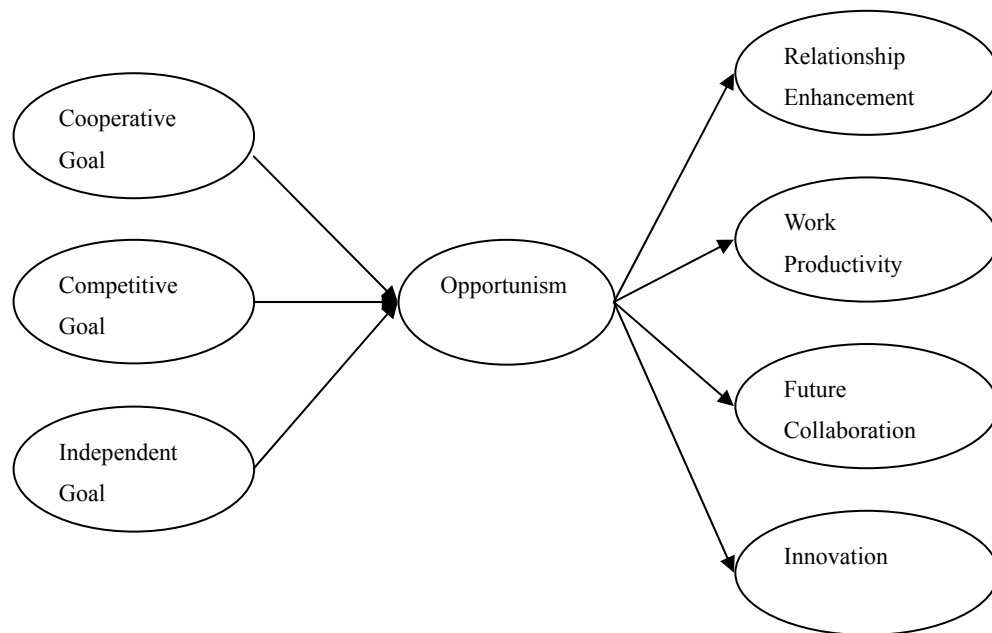 Cooperative
Goal
Competitive
Goal
Independent
Goal
Opportunism
Relationship
Enhancement
Work
Productivity
Future
Collaboration
Innovation